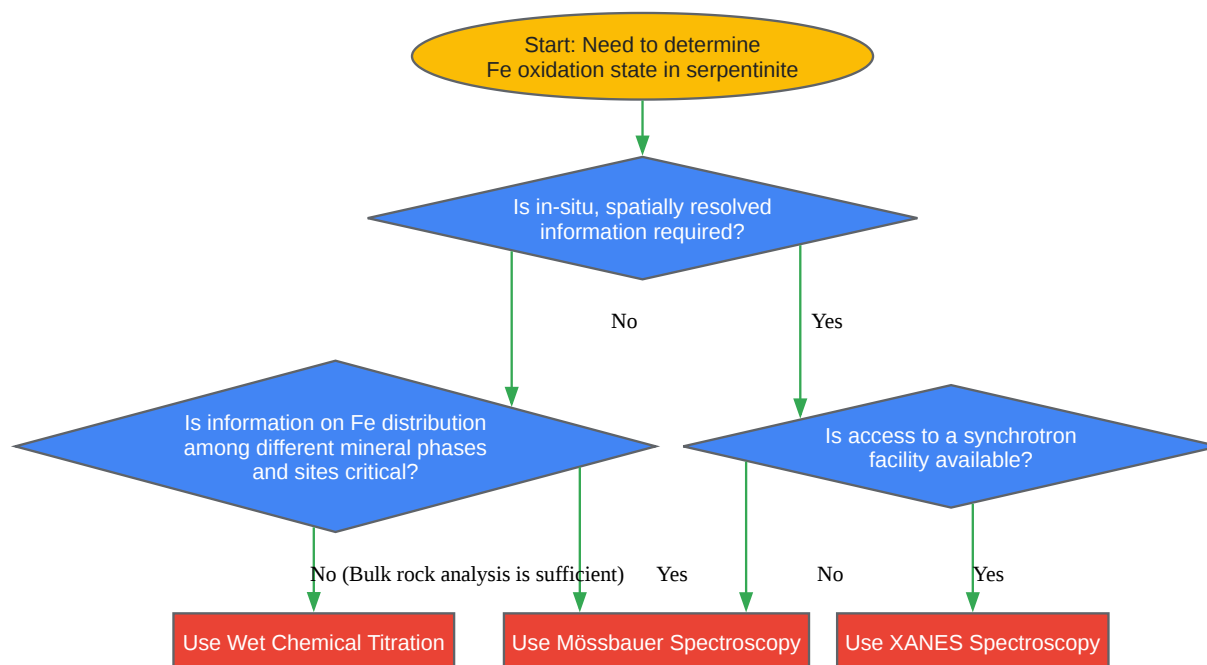 Start: Need to determine
Fe oxidation state in serpentinite
Is in-situ, spatially resolved
information required?
No
Yes
Is information on Fe distribution
among different mineral phases
and sites critical?
Is access to a synchrotron
facility available?
No (Bulk rock analysis is sufficient)
Yes
No
Yes
Use Wet Chemical Titration
Use Mössbauer Spectroscopy
Use XANES Spectroscopy